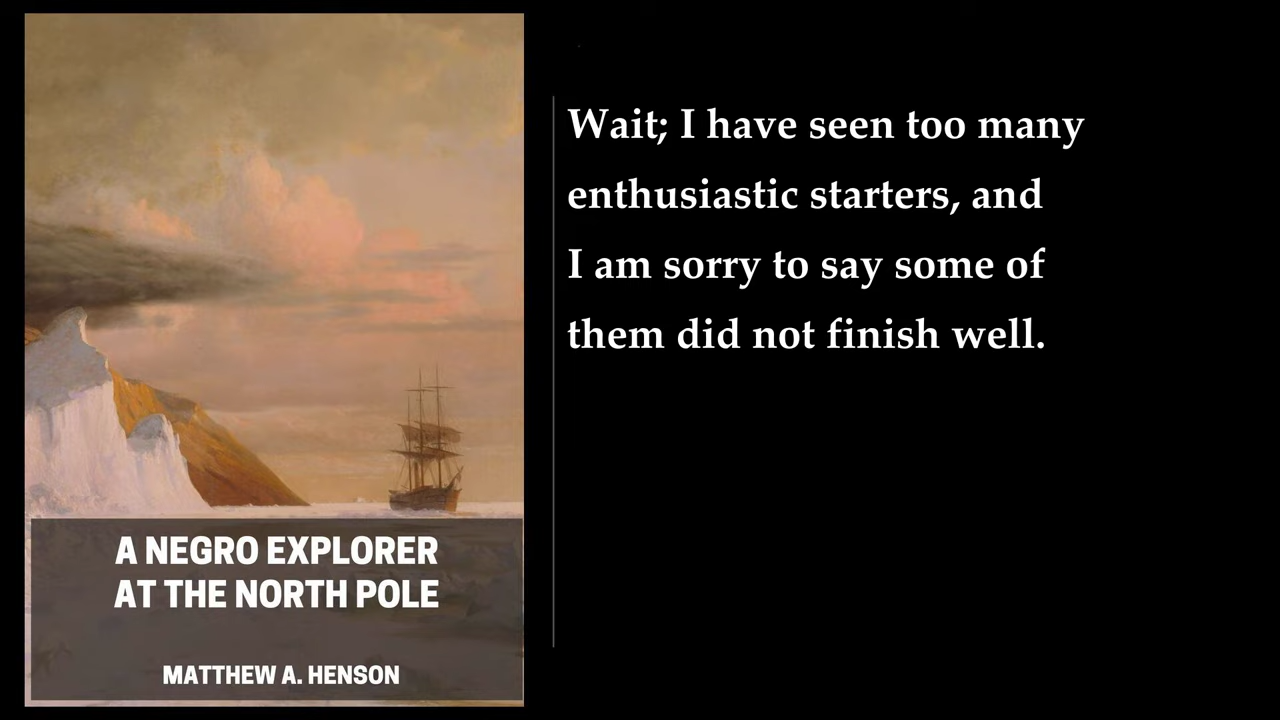 Wait; I have seen too many
enthusiastic starters, and
I am sorry to say some of
them did not finish well.
A NEGRO EXPLORER
AT THE NORTH POLE
MATTHEW A. HENSON